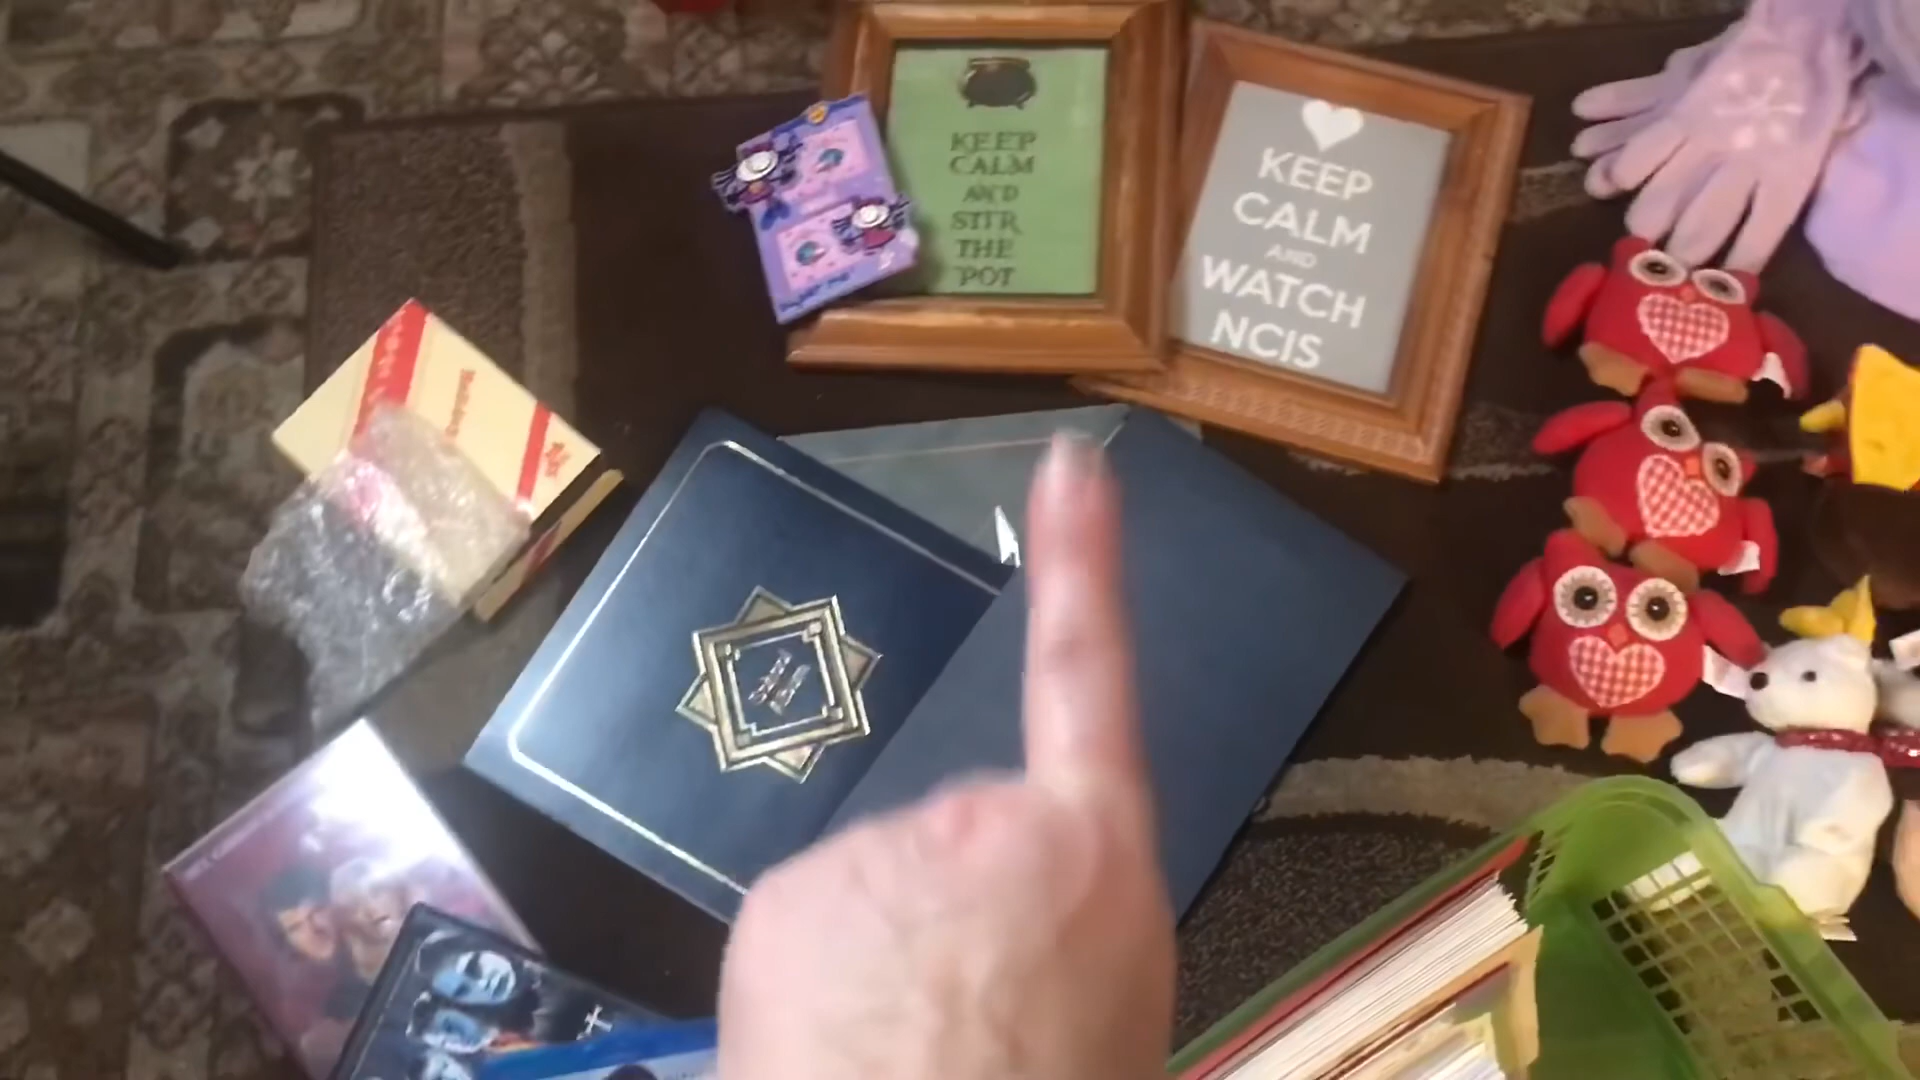 KEEP
CALM
AND
STIR
THE
POT
KEEP
CALM
AND
WATCH
NCIS